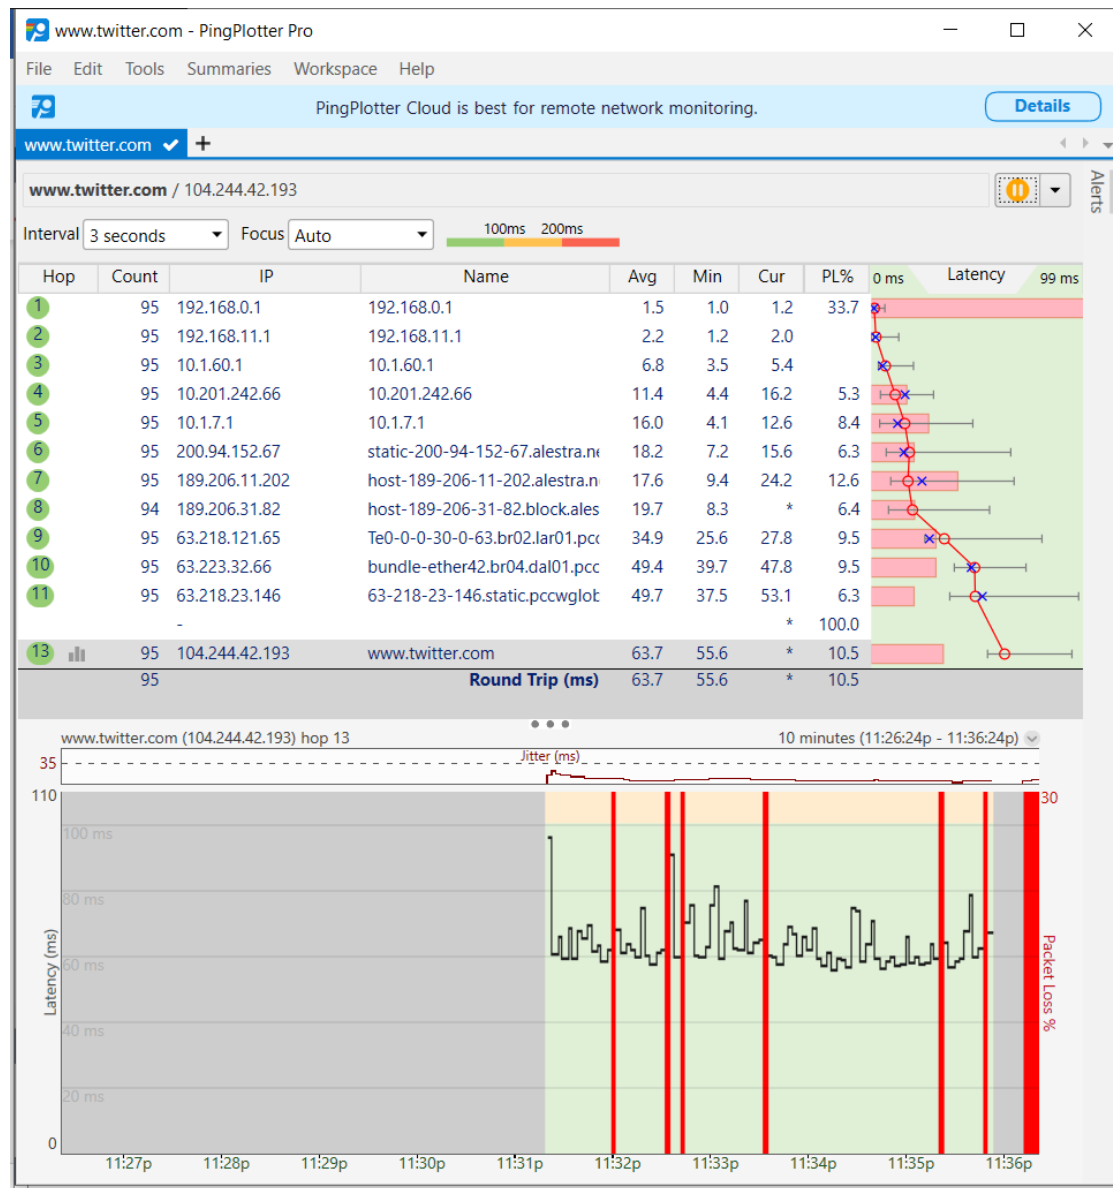 www.twitter.com - PingPlotter Pro
File Edit Tools Summaries Workspace Help
PingPlotter Cloud is best for remote network monitoring. Details
www.twitter.com +
Alerts
www.twitter.com / 104.244.42.193
Interval 3 seconds Focus Auto 100ms 200ms
Hop Count IP Name Avg Min Cur PL% 0 ms Latency 99 ms
1 95 192.168.0.1 192.168.0.1 1.5 1.0 1.2 33.7
2 95 192.168.11.1 192.168.11.1 2.2 1.2 2.0
3 95 10.1.60.1 10.1.60.1 6.8 3.5 5.4
4 95 10.201.242.66 10.201.242.66 11.4 4.4 16.2 5.3
5 95 10.1.7.1 10.1.7.1 16.0 4.1 12.6 8.4
6 95 200.94.152.67 static-200-94-152-67.alestra.ne 18.2 7.2 15.6 6.3
7 95 189.206.11.202 host-189-206-11-202.alestra.n 17.6 9.4 24.2 12.6
8 94 189.206.31.82 host-189-206-31-82.block.ales 19.7 8.3 * 6.4
9 95 63.218.121.65 Te0-0-0-30-0-63.br02.lar01.pcc 34.9 25.6 27.8 9.5
10 95 63.223.32.66 bundle-ether42.br04.dal01.pcc 49.4 39.7 47.8 9.5
11 95 63.218.23.146 63-218-23-146.static.pccwglob 49.7 37.5 53.1 6.3
- * 100.0
13 95 104.244.42.193 www.twitter.com 63.7 55.6 * 10.5
95 Round Trip (ms) 63.7 55.6 * 10.5
www.twitter.com (104.244.42.193) hop 13 10 minutes (11:26:24p - 11:36:24p)
35 Jitter (ms)
110 30
100 ms
80 ms
60 ms
40 ms
20 ms
0
Latency (ms)
Packet Loss %
11:27p 11:28p 11:29p 11:30p 11:31p 11:32p 11:33p 11:34p 11:35p 11:36p